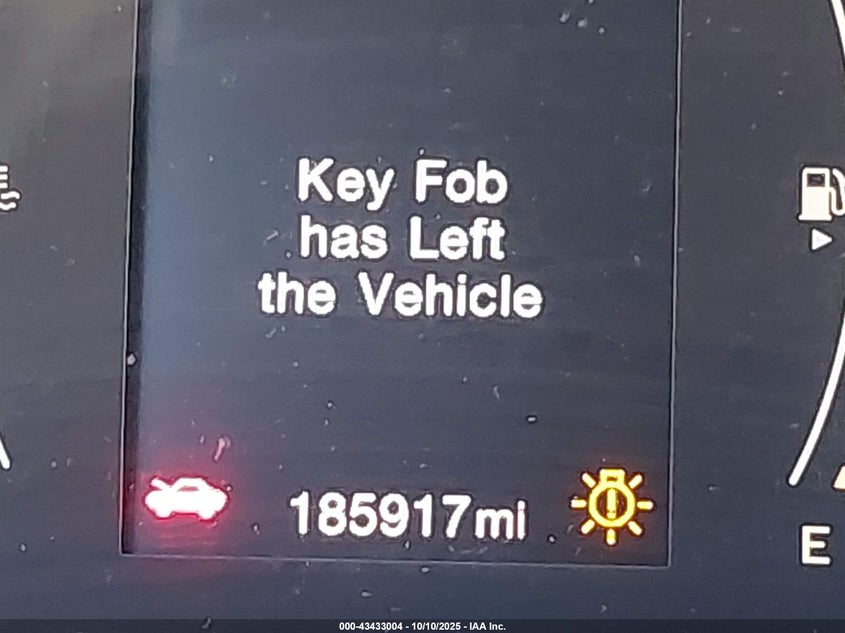 Key Fob
has Left
the Vehicle
185917mi
E
000-43433004 - 10/10/2025 - IAA Inc.